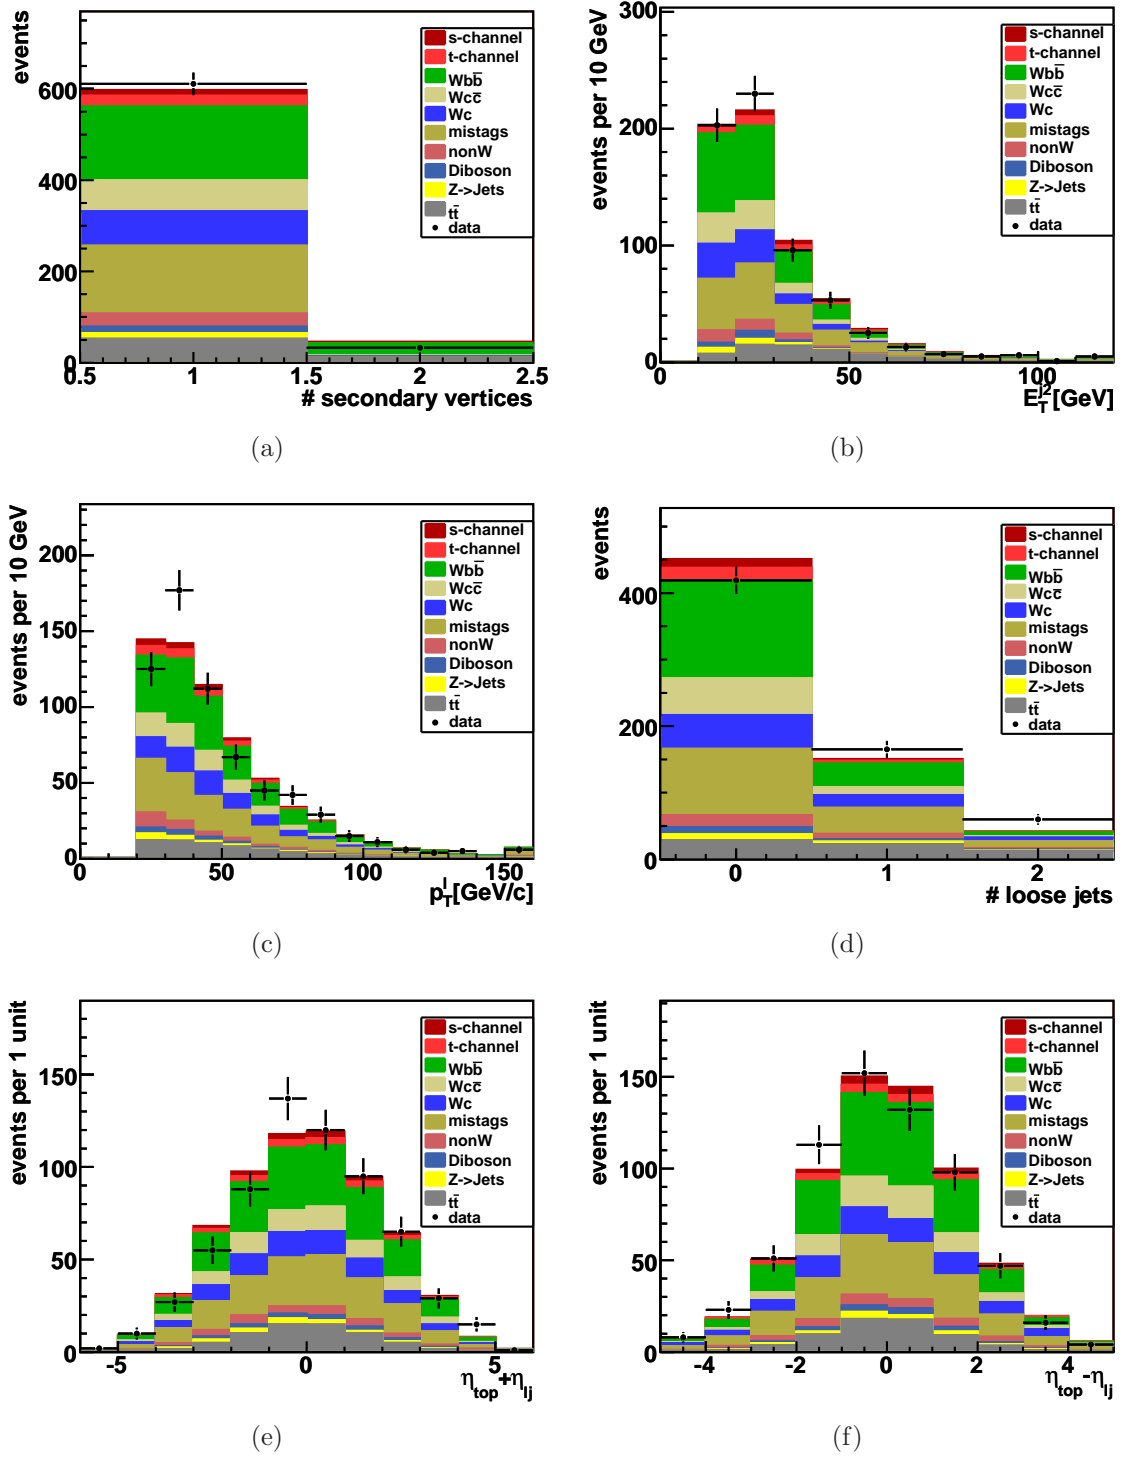 events
600
400
200
0
0.5
1
1.5
2
2.5
# secondary vertices
s-channel
t-channel
Wbb̅
Wcc̅
Wc
mistags
nonW
Diboson
Z->Jets
tt̅
data
(a)
events per 10 GeV
300
200
100
0
0
50
100
E_T^j2[GeV]
s-channel
t-channel
Wbb̅
Wcc̅
Wc
mistags
nonW
Diboson
Z->Jets
tt̅
data
(b)
events per 10 GeV
200
150
100
50
0
0
50
100
150
p_T^l[GeV/c]
s-channel
t-channel
Wbb̅
Wcc̅
Wc
mistags
nonW
Diboson
Z->Jets
tt̅
data
(c)
events
400
200
0
0
1
2
# loose jets
s-channel
t-channel
Wbb̅
Wcc̅
Wc
mistags
nonW
Diboson
Z->Jets
tt̅
data
(d)
events per 1 unit
150
100
50
0
-5
0
5
η_top+η_lj
s-channel
t-channel
Wbb̅
Wcc̅
Wc
mistags
nonW
Diboson
Z->Jets
tt̅
data
(e)
events per 1 unit
150
100
50
0
-4
-2
0
2
4
η_top-η_lj
s-channel
t-channel
Wbb̅
Wcc̅
Wc
mistags
nonW
Diboson
Z->Jets
tt̅
data
(f)